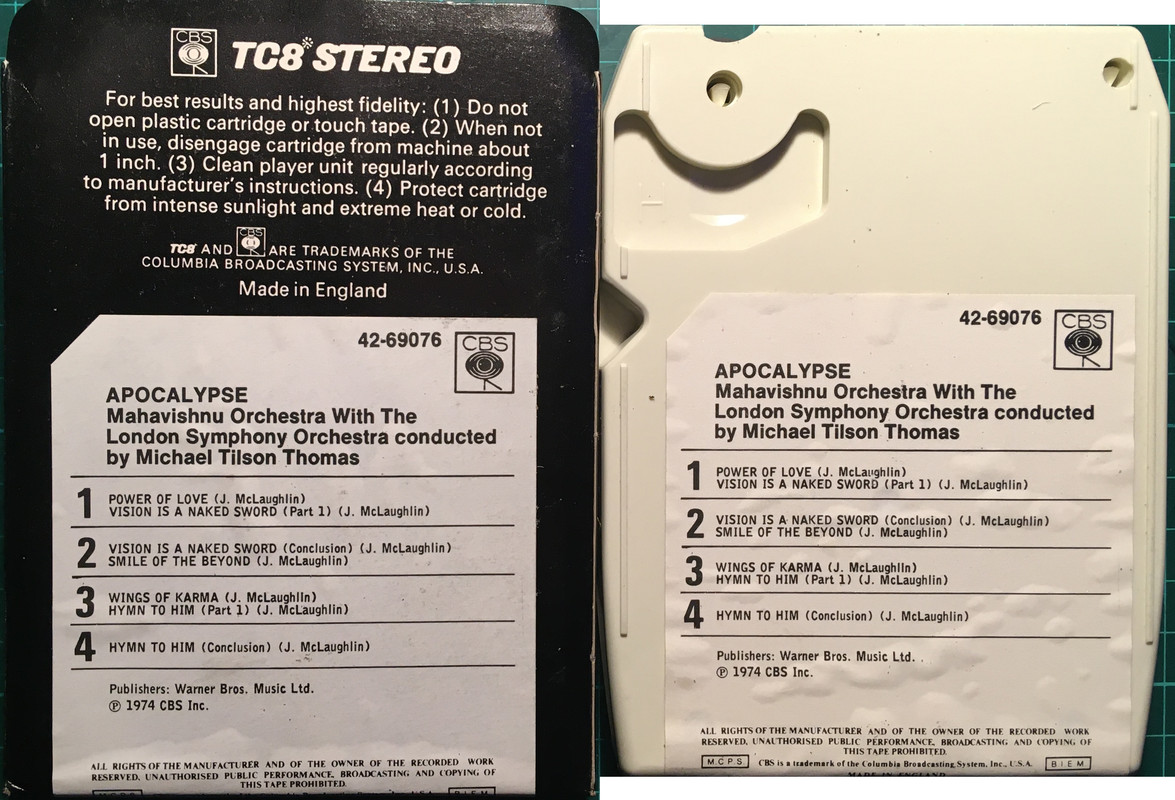 CBS
TC8 STEREO
For best results and highest fidelity: (1) Do not
open plastic cartridge or touch tape. (2) When not
in use, disengage cartridge from machine about
1 inch. (3) Clean player unit regularly according
to manufacturer's instructions. (4) Protect cartridge
from intense sunlight and extreme heat or cold.
TC8 AND CBS ARE TRADEMARKS OF THE
COLUMBIA BROADCASTING SYSTEM, INC., U.S.A.
Made in England
42-69076
CBS
APOCALYPSE
Mahavishnu Orchestra With The
London Symphony Orchestra conducted
by Michael Tilson Thomas
1 POWER OF LOVE (J. McLaughlin)
VISION IS A NAKED SWORD (Part 1) (J. McLaughlin)
2 VISION IS A NAKED SWORD (Conclusion) (J. McLaughlin)
SMILE OF THE BEYOND (J. McLaughlin)
3 WINGS OF KARMA (J. McLaughlin)
HYMN TO HIM (Part 1) (J. McLaughlin)
4 HYMN TO HIM (Conclusion) (J. McLaughlin)
Publishers: Warner Bros. Music Ltd.
℗ 1974 CBS Inc.
ALL RIGHTS OF THE MANUFACTURER AND OF THE OWNER OF THE RECORDED WORK
RESERVED, UNAUTHORISED PUBLIC PERFORMANCE, BROADCASTING AND COPYING OF
THIS TAPE PROHIBITED.
42-69076
CBS
APOCALYPSE
Mahavishnu Orchestra With The
London Symphony Orchestra conducted
by Michael Tilson Thomas
1 POWER OF LOVE (J. McLaughlin)
VISION IS A NAKED SWORD (Part 1) (J. McLaughlin)
2 VISION IS A NAKED SWORD (Conclusion) (J. McLaughlin)
SMILE OF THE BEYOND (J. McLaughlin)
3 WINGS OF KARMA (J. McLaughlin)
HYMN TO HIM (Part 1) (J. McLaughlin)
4 HYMN TO HIM (Conclusion) (J. McLaughlin)
Publishers: Warner Bros. Music Ltd.
℗ 1974 CBS Inc.
ALL RIGHTS OF THE MANUFACTURER AND OF THE OWNER OF THE RECORDED WORK
RESERVED, UNAUTHORISED PUBLIC PERFORMANCE, BROADCASTING AND COPYING OF
THIS TAPE PROHIBITED.
M.C.P.S. CBS is a trademark of the Columbia Broadcasting System, Inc., U.S.A. B.I.E.M
MADE IN ENGLAND